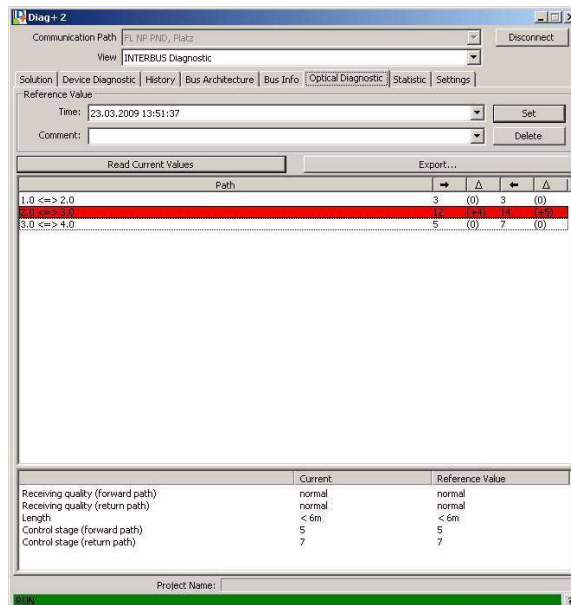 Diag+ 2
Communication Path FL NP PND, Platz Disconnect
View INTERBUS Diagnostic
Solution Device Diagnostic History Bus Architecture Bus Info Optical Diagnostic Statistic Settings
Reference Value
Time: 23.03.2009 13:51:37 Set
Comment: Delete
Read Current Values Export...
Path → Δ ← Δ
1.0 <=> 2.0 3 (0) 3 (0)
2.0 <=> 3.0 12 (+4) 14 (+5)
3.0 <=> 4.0 5 (0) 7 (0)
Current Reference Value
Receiving quality (forward path) normal normal
Receiving quality (return path) normal normal
Length < 6m < 6m
Control stage (forward path) 5 5
Control stage (return path) 7 7
Project Name:
RUN ?